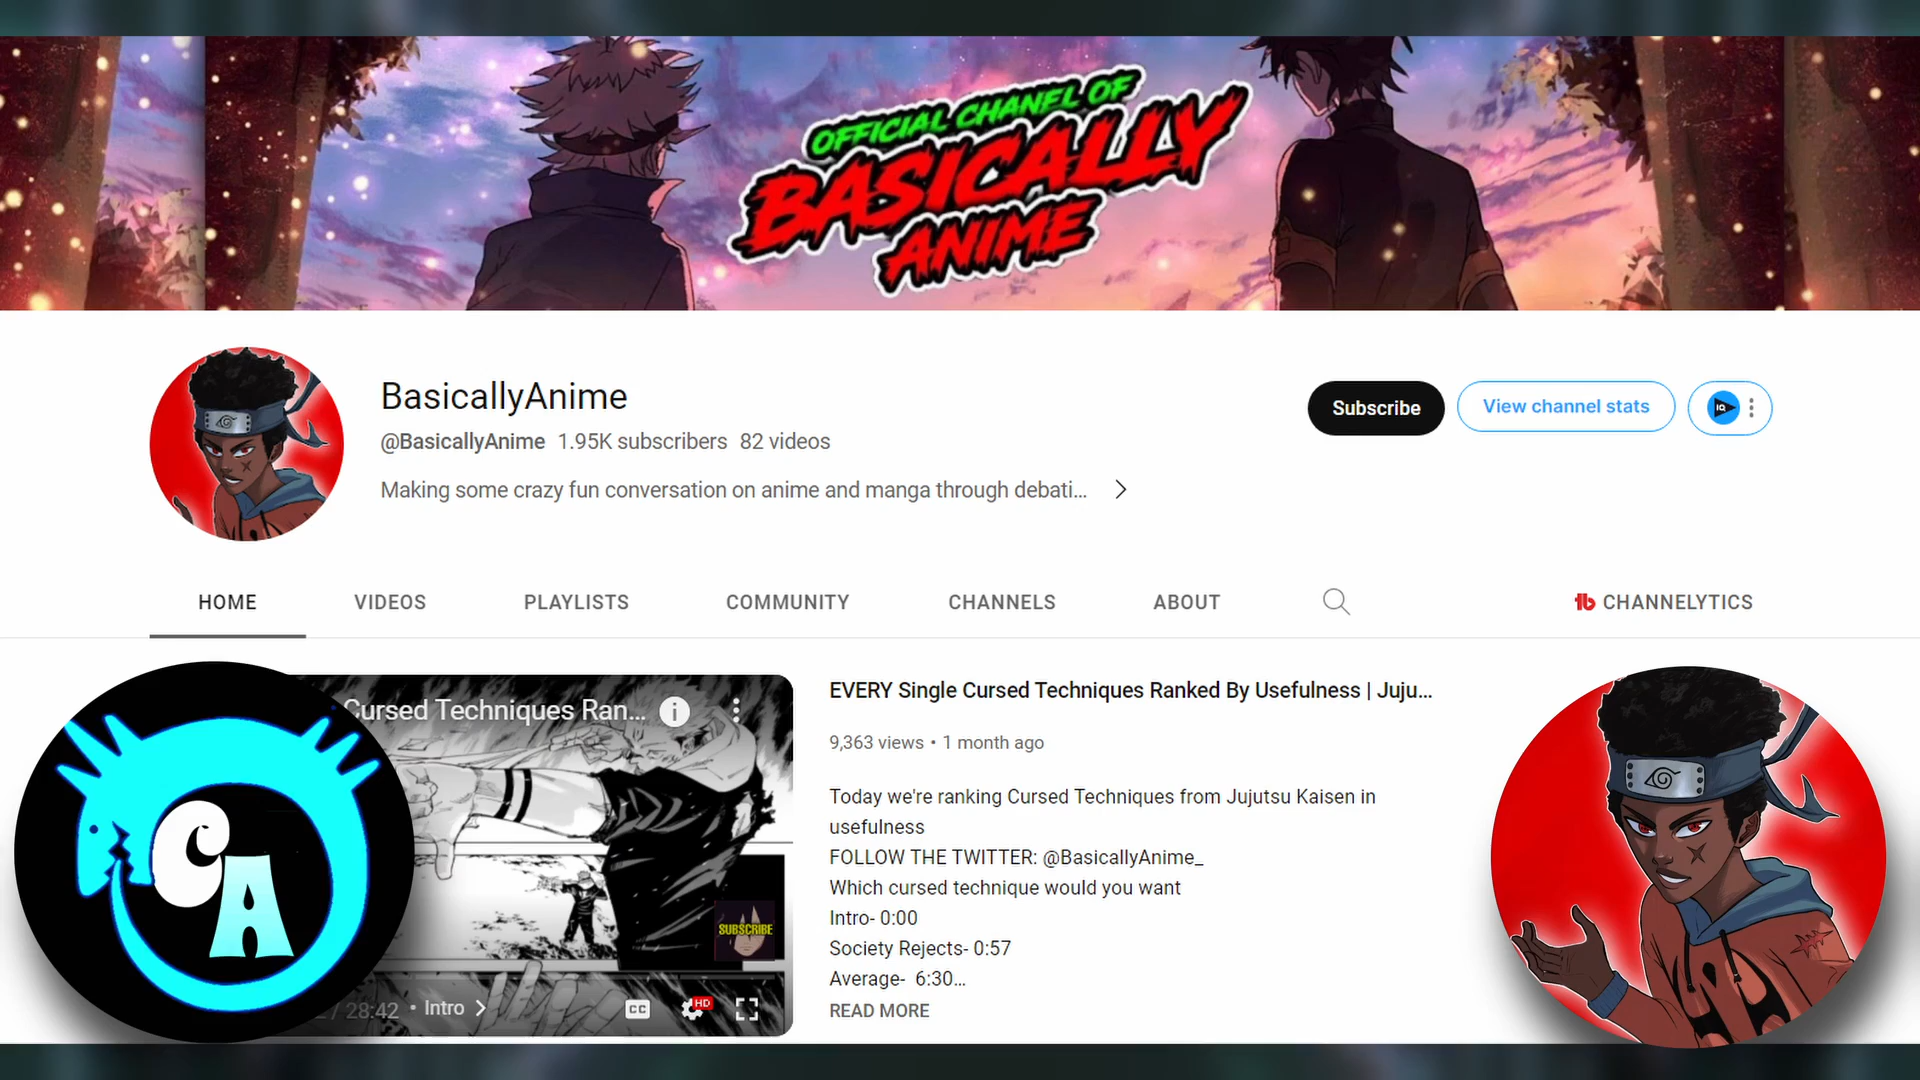 OFFICIAL CHANEL OF
BASICALLY
ANIME
BasicallyAnime
@BasicallyAnime 1.95K subscribers 82 videos
Making some crazy fun conversation on anime and manga through debati...
Subscribe
View channel stats
IQ
HOME
VIDEOS
PLAYLISTS
COMMUNITY
CHANNELS
ABOUT
tb CHANNELYTICS
Cursed Techniques Ran...
CA
SUBSCRIBE
/ 28:42 • Intro
CC
HD
EVERY Single Cursed Techniques Ranked By Usefulness | Juju...
9,363 views • 1 month ago
Today we're ranking Cursed Techniques from Jujutsu Kaisen in
usefulness
FOLLOW THE TWITTER: @BasicallyAnime_
Which cursed technique would you want
Intro- 0:00
Society Rejects- 0:57
Average- 6:30...
READ MORE